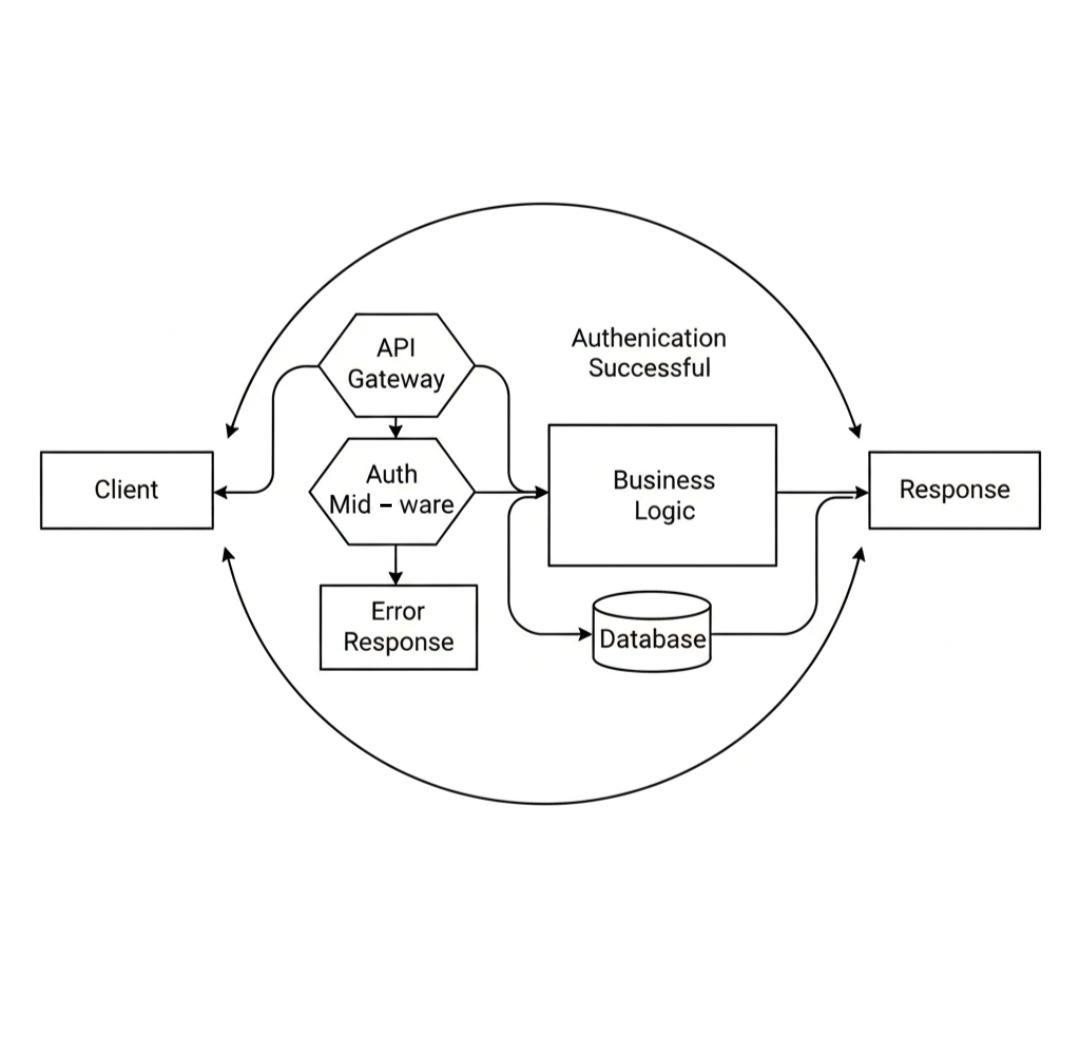 API
Gateway
Authenication
Successful
Client
Auth
Mid – ware
Business
Logic
Response
Error
Response
Database